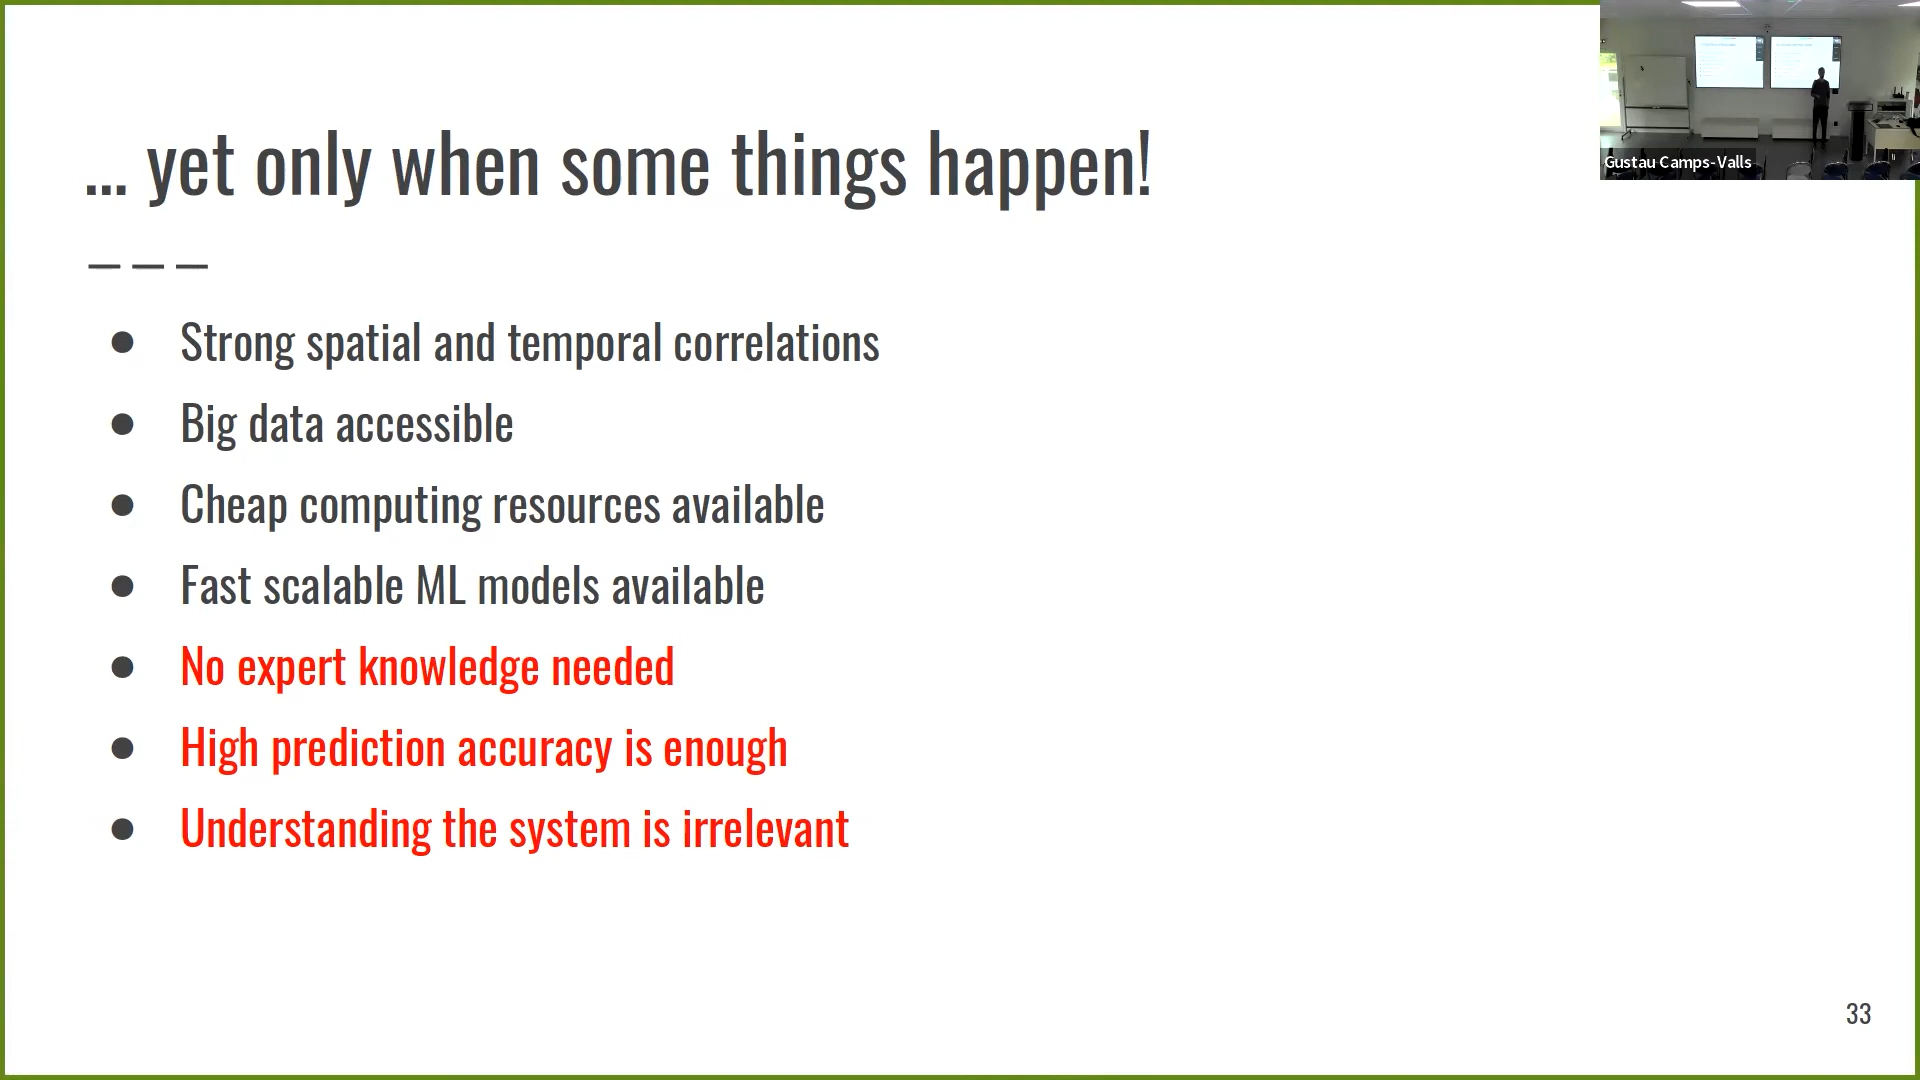 ... yet only when some things happen!
Gustau Camps-Valls
Strong spatial and temporal correlations
Big data accessible
Cheap computing resources available
Fast scalable ML models available
No expert knowledge needed
High prediction accuracy is enough
Understanding the system is irrelevant
33